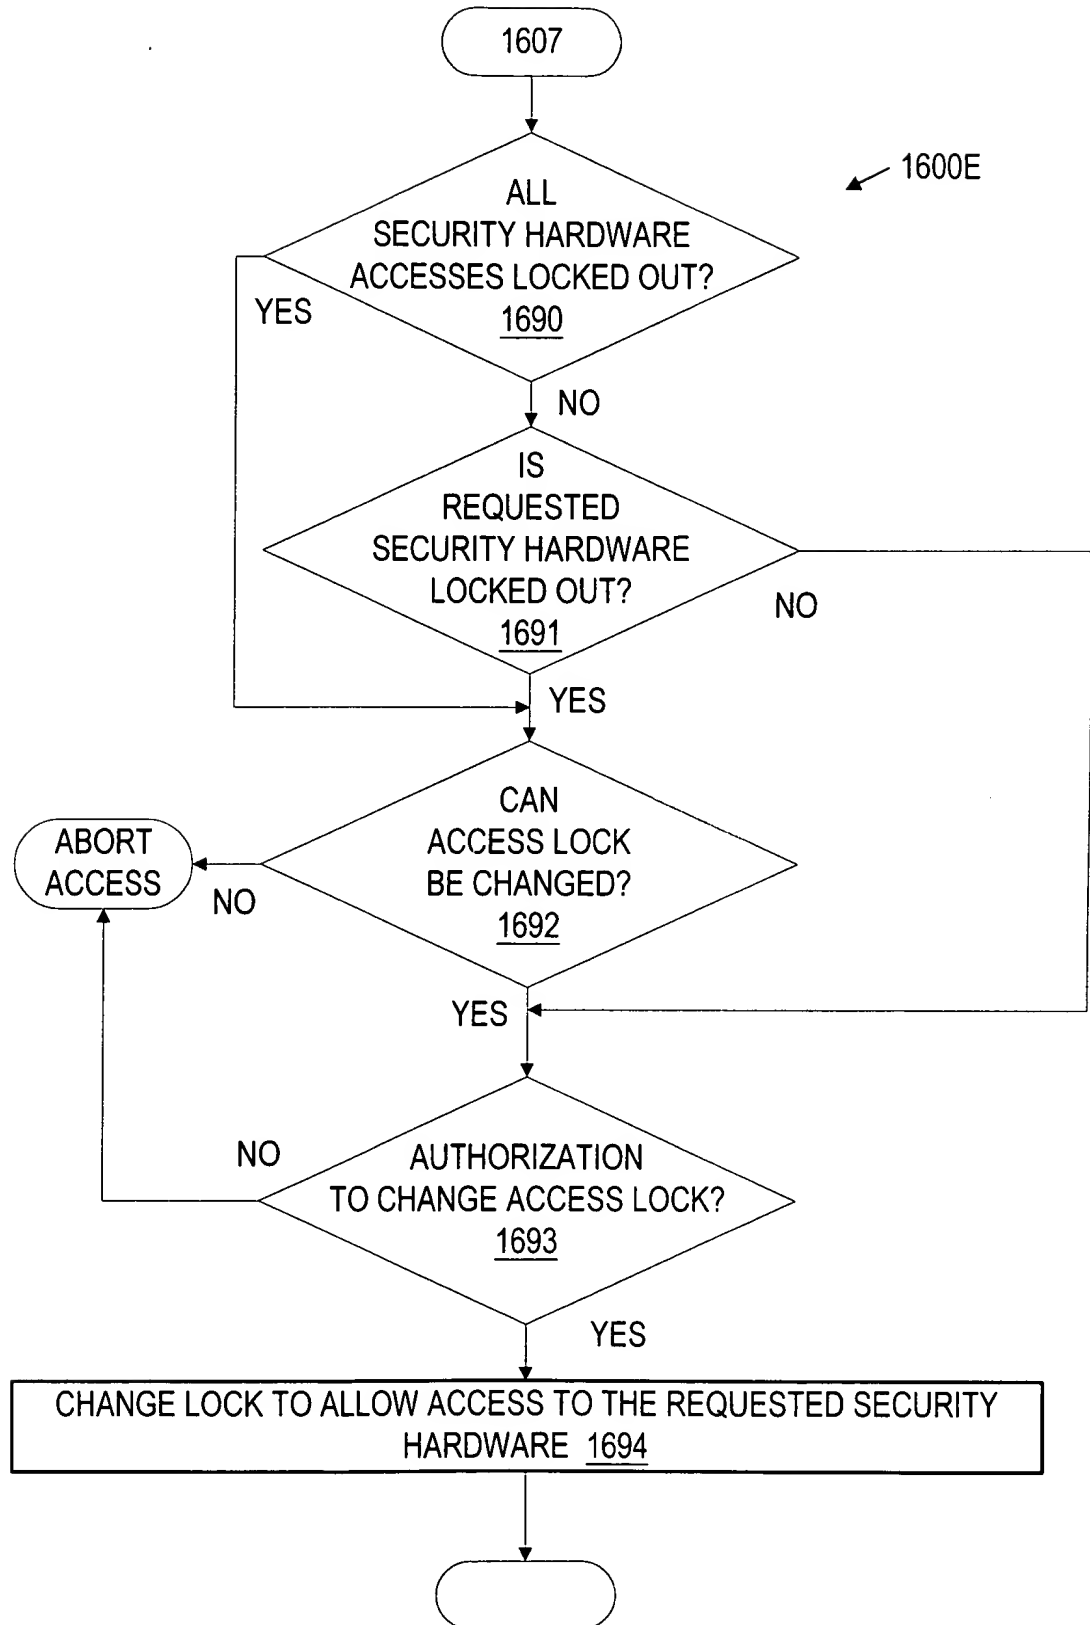 1607
1600E
ALL
SECURITY HARDWARE
ACCESSES LOCKED OUT?
1690
YES
NO
IS
REQUESTED
SECURITY HARDWARE
LOCKED OUT?
1691
NO
YES
CAN
ACCESS LOCK
BE CHANGED?
1692
ABORT
ACCESS
NO
YES
NO
AUTHORIZATION
TO CHANGE ACCESS LOCK?
1693
YES
CHANGE LOCK TO ALLOW ACCESS TO THE REQUESTED SECURITY
HARDWARE 1694